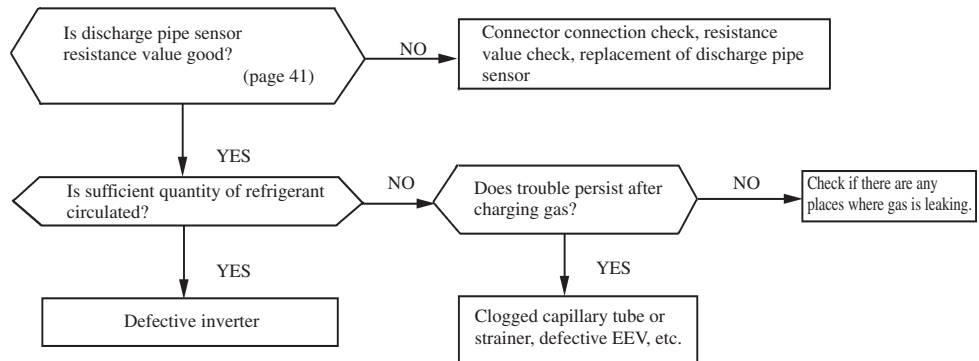 Is discharge pipe sensor
resistance value good?
(page 41)
NO
Connector connection check, resistance
value check, replacement of discharge pipe
sensor
YES
Is sufficient quantity of refrigerant
circulated?
NO
Does trouble persist after
charging gas?
NO
Check if there are any
places where gas is leaking.
YES
YES
Defective inverter
Clogged capillary tube or
strainer, defective EEV, etc.